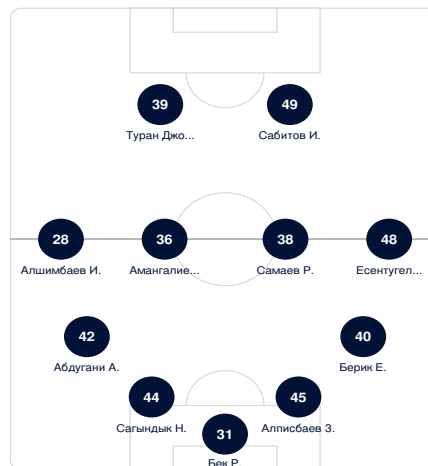 39
49
Туран Джо...
Сабитов И.
28
36
38
48
Алшимбаев И.
Амангалие...
Самаев Р.
Есентугел...
42
40
Абдугани А.
Берик Е.
44
45
Сагындык Н.
31
Алписбаев З.
Бек Р.